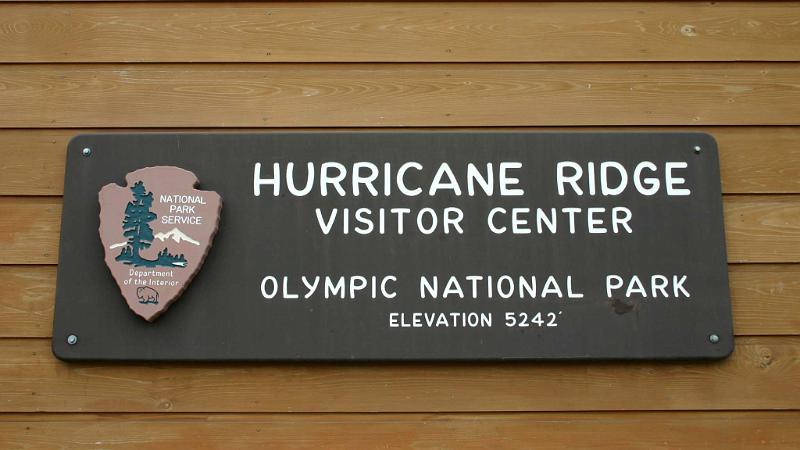 NATIONAL
PARK
SERVICE
Department
of the Interior
HURRICANE RIDGE
VISITOR CENTER
OLYMPIC NATIONAL PARK
ELEVATION 5242'